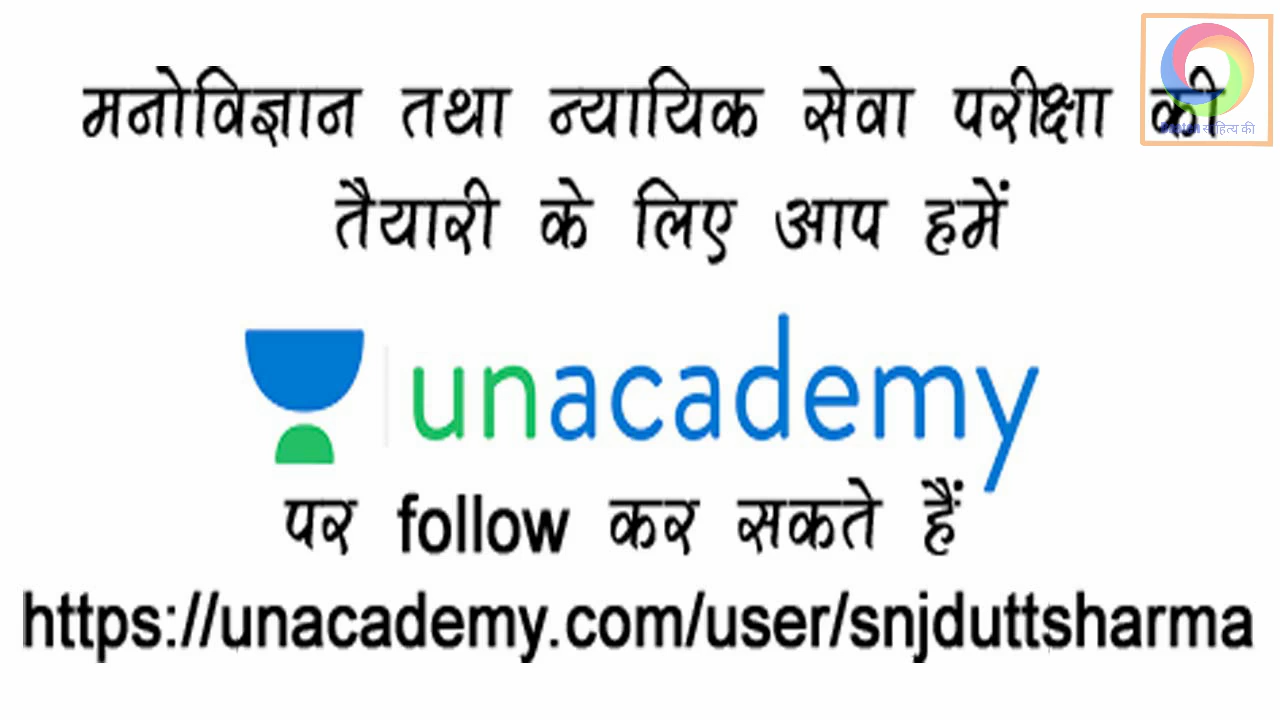 मनोविज्ञान तथा न्यायिक सेवा परीक्षा की
तैयारी के लिए आप हमें
unacademy
पर follow कर सकते हैं
https://unacademy.com/user/snjduttsharma
साहित्य की